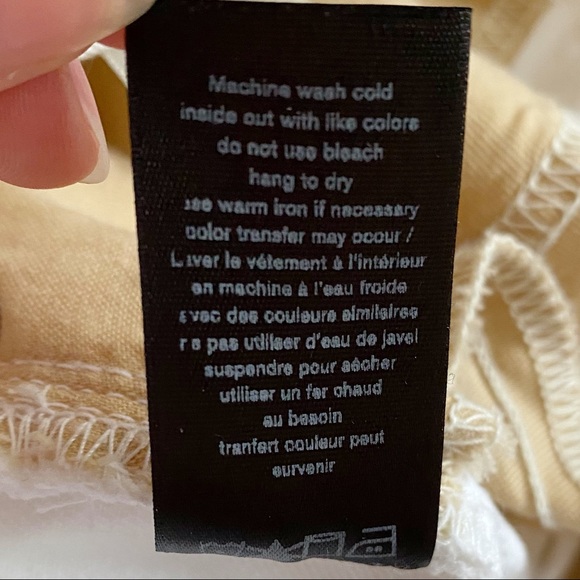 Machine wash cold
inside out with like colors
do not use bleach
hang to dry
use warm iron if necessary
color transfer may occur /
Laver le vétement à l'intérieur
en machine à l'eau froide
avec des couleurs similaires
ne pas utiliser d'eau de javel
suspendre pour sécher
utiliser un fer chaud
au besoin
tranfert couleur peut
survenir